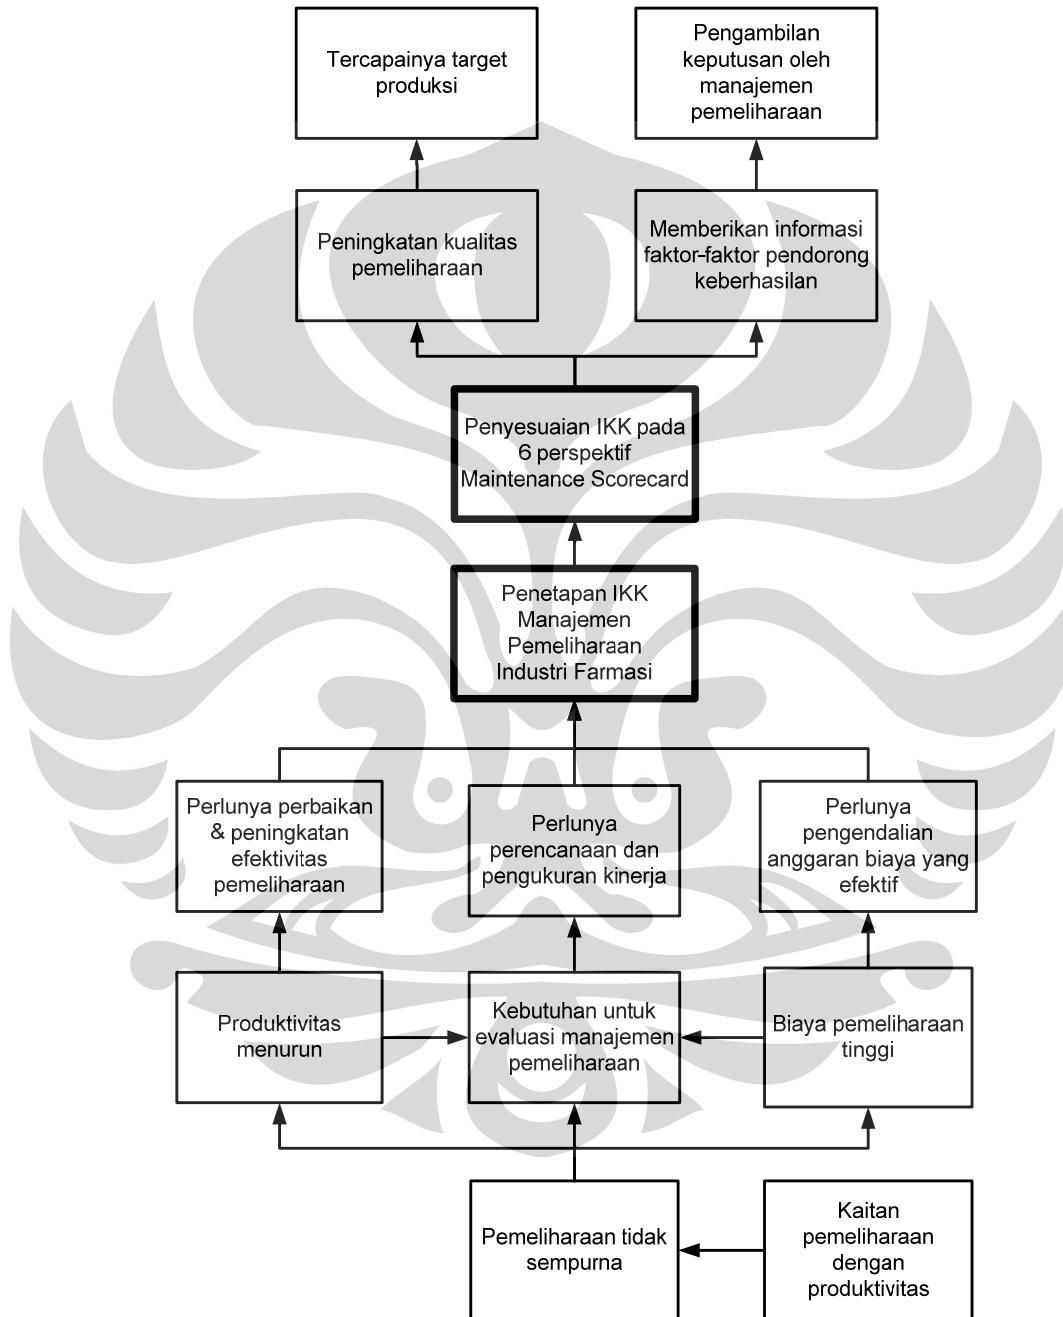 Tercapainya target
produksi
Pengambilan
keputusan oleh
manajemen
pemeliharaan
Peningkatan kualitas
pemeliharaan
Memberikan informasi
faktor-faktor pendorong
keberhasilan
Penyesuaian IKK pada
6 perspektif
Maintenance Scorecard
Penetapan IKK
Manajemen
Pemeliharaan
Industri Farmasi
Perlunya perbaikan
& peningkatan
efektivitas
pemeliharaan
Perlunya
perencanaan dan
pengukuran kinerja
Perlunya
pengendalian
anggaran biaya yang
efektif
Produktivitas
menurun
Kebutuhan untuk
evaluasi manajemen
pemeliharaan
Biaya pemeliharaan
tinggi
Pemeliharaan tidak
sempurna
Kaitan
pemeliharaan
dengan
produktivitas